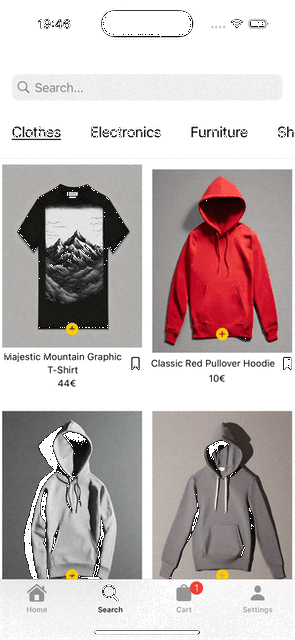 19:46
Search...
Clothes Electronics Furniture Sh
Majestic Mountain Graphic
T-Shirt
44€
Classic Red Pullover Hoodie
10€
1
Home Search Cart Settings